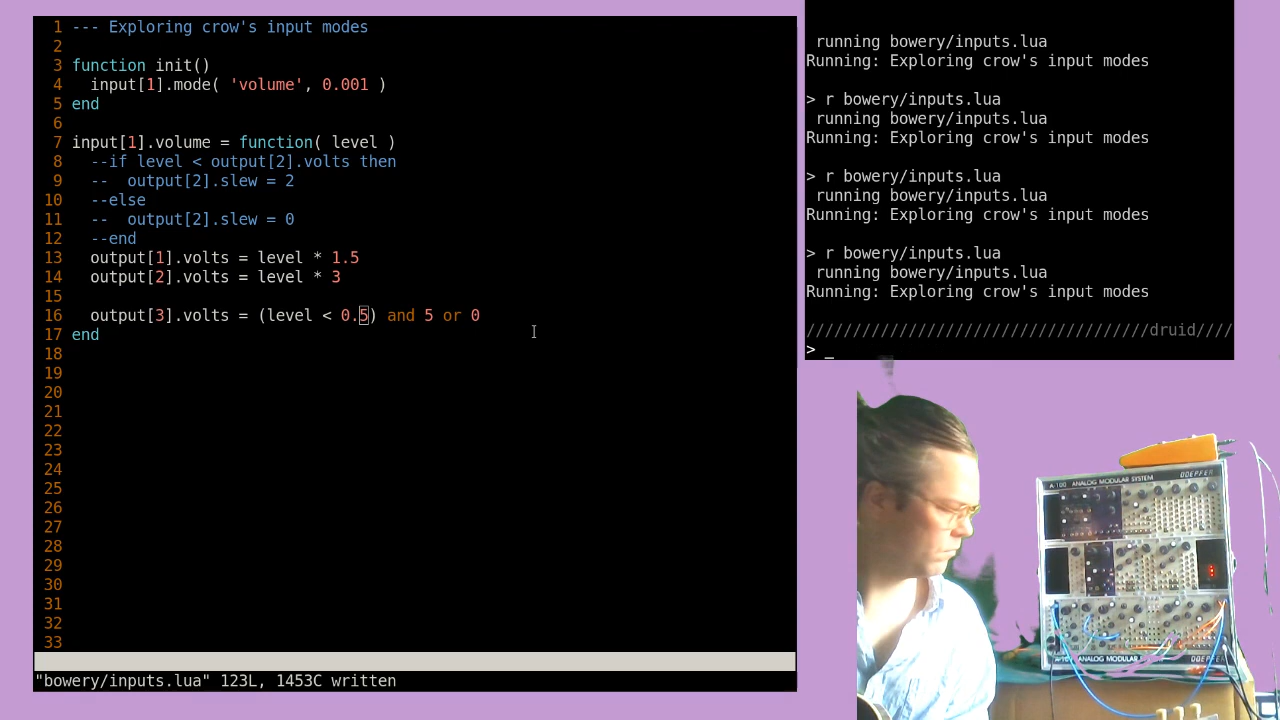 1 --- Exploring crow's input modes
2
3 function init()
4   input[1].mode( 'volume', 0.001 )
5 end
6
7 input[1].volume = function( level )
8   --if level < output[2].volts then
9   --  output[2].slew = 2
10   --else
11   --  output[2].slew = 0
12   --end
13   output[1].volts = level * 1.5
14   output[2].volts = level * 3
15
16   output[3].volts = (level < 0.5) and 5 or 0
17 end
18
19
20
21
22
23
24
25
26
27
28
29
30
31
32
33
"bowery/inputs.lua" 123L, 1453C written
running bowery/inputs.lua
Running: Exploring crow's input modes
> r bowery/inputs.lua
running bowery/inputs.lua
Running: Exploring crow's input modes
> r bowery/inputs.lua
running bowery/inputs.lua
Running: Exploring crow's input modes
> r bowery/inputs.lua
running bowery/inputs.lua
Running: Exploring crow's input modes
/////////////////////////////////////druid////
> _
A-100 ANALOG MODULAR SYSTEM DOEPFER
A-100 ANALOG MODULAR SYSTEM DOEPFER